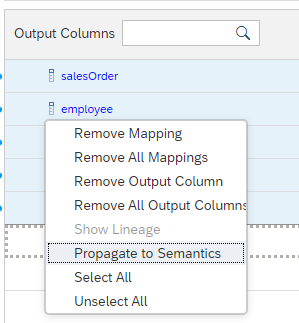 Output Columns
salesOrder
employee
Remove Mapping
Remove All Mappings
Remove Output Column
Remove All Output Columns
Show Lineage
Propagate to Semantics
Select All
Unselect All